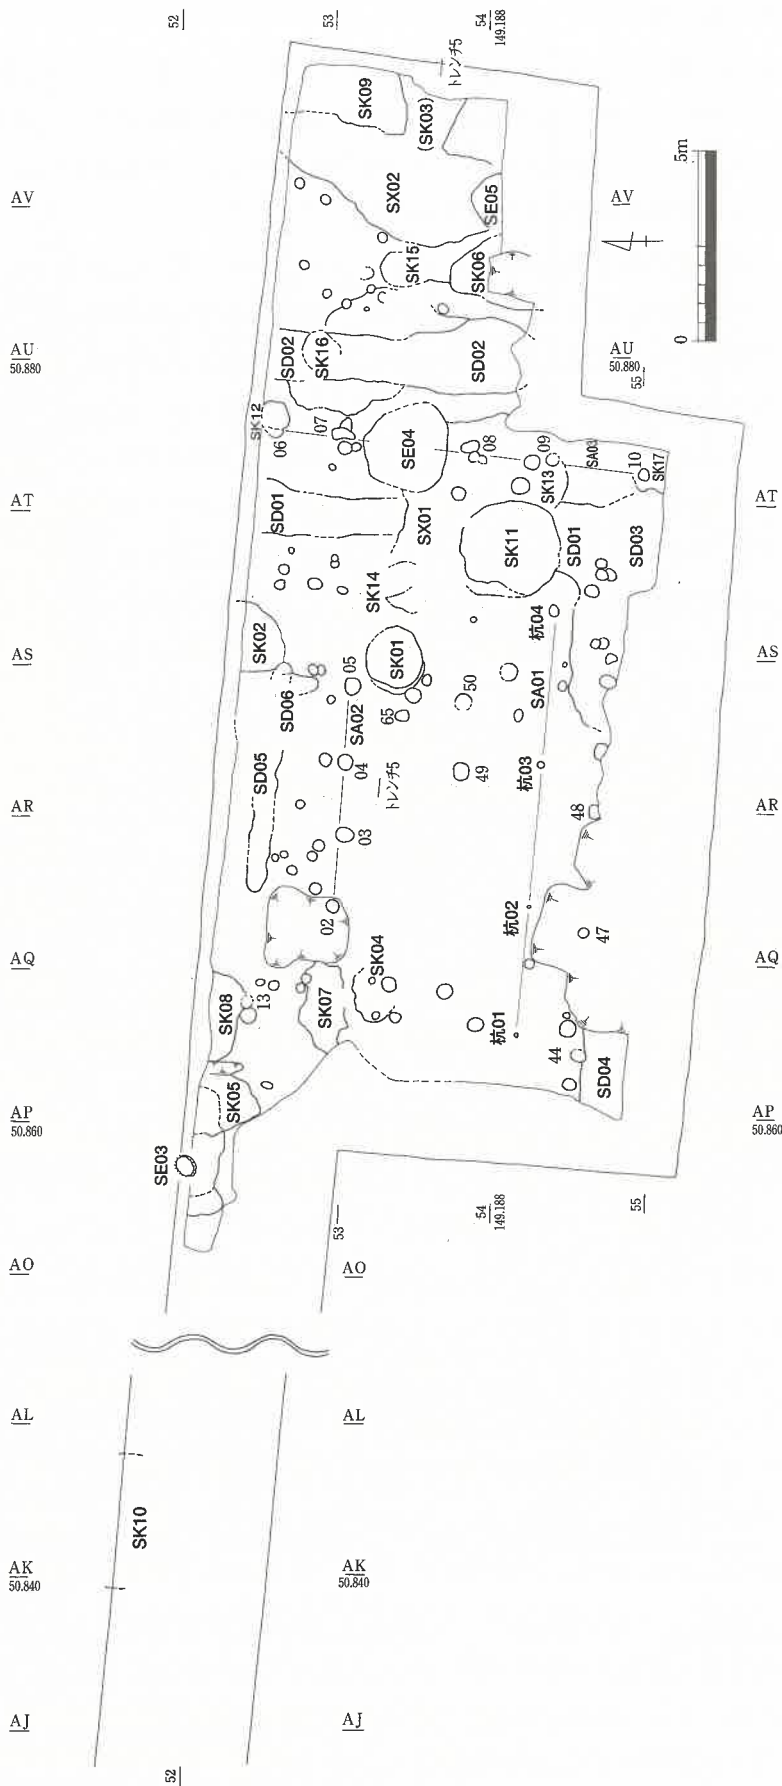 52
53
54
149.188
トレンチ5
SK09
(SK03)
AV
SX02
SE05
AV
SK15
SK06
0
5m
AU
50.880
SD02
SK16
SD02
AU
50.880
55
SK12
06
07
SE04
08
09
SA03
10
SK17
SK13
AT
SD01
SX01
SK11
SD01
SD03
AT
SK14
杭04
AS
SK02
SD06
05
SK01
SA02
65
50
SA01
AS
SD05
04
トレンチ5
49
杭03
AR
03
48
AR
02
杭02
47
AQ
SK08
13
SK07
SK04
杭01
44
SD04
AQ
AP
50.860
SK05
SE03
AP
50.860
53
54
149.188
55
AO
AO
AL
AL
SK10
AK
50.840
AK
50.840
AJ
AJ
52